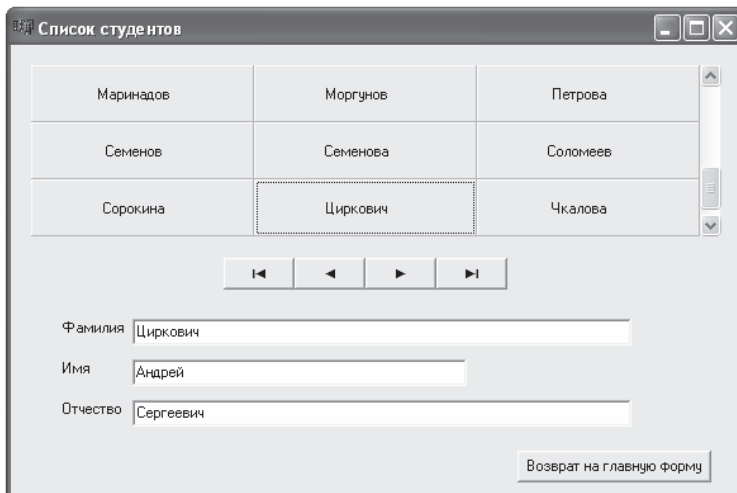 Список студентов
Маринадов Моргунов Петрова
Семенов Семенова Соломеев
Сорокина Циркович Чкалова
Фамилия Циркович
Имя Андрей
Отчество Сергеевич
Возврат на главную форму